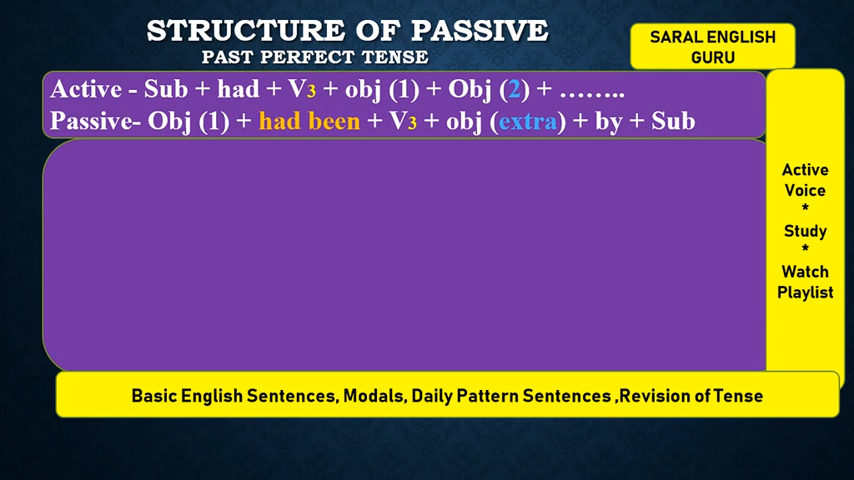 STRUCTURE OF PASSIVE
PAST PERFECT TENSE
SARAL ENGLISH
GURU
Active - Sub + had + V3 + obj (1) + Obj (2) + ........
Passive- Obj (1) + had been + V3 + obj (extra) + by + Sub
Active
Voice
*
Study
*
Watch
Playlist
Basic English Sentences, Modals, Daily Pattern Sentences ,Revision of Tense